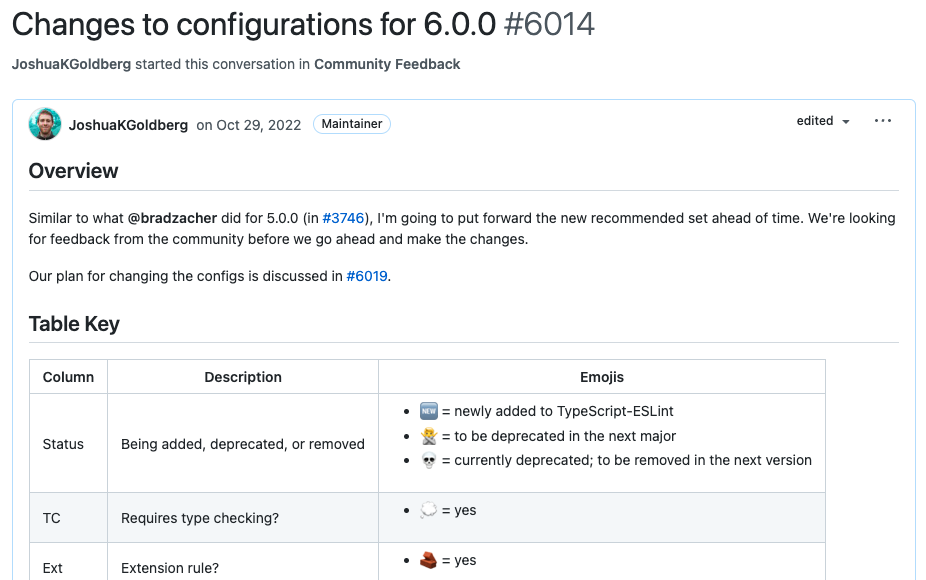 Changes to configurations for 6.0.0 #6014
JoshuaKGoldberg started this conversation in Community Feedback
JoshuaKGoldberg on Oct 29, 2022 Maintainer edited
Overview
Similar to what @bradzacher did for 5.0.0 (in #3746), I'm going to put forward the new recommended set ahead of time. We're looking
for feedback from the community before we go ahead and make the changes.
Our plan for changing the configs is discussed in #6019.
Table Key
Column Description Emojis
Status Being added, deprecated, or removed
• 🆕 = newly added to TypeScript-ESLint
• 🙅 = to be deprecated in the next major
• 💀 = currently deprecated; to be removed in the next version
TC Requires type checking?
• 💭 = yes
Ext Extension rule?
• 🧱 = yes